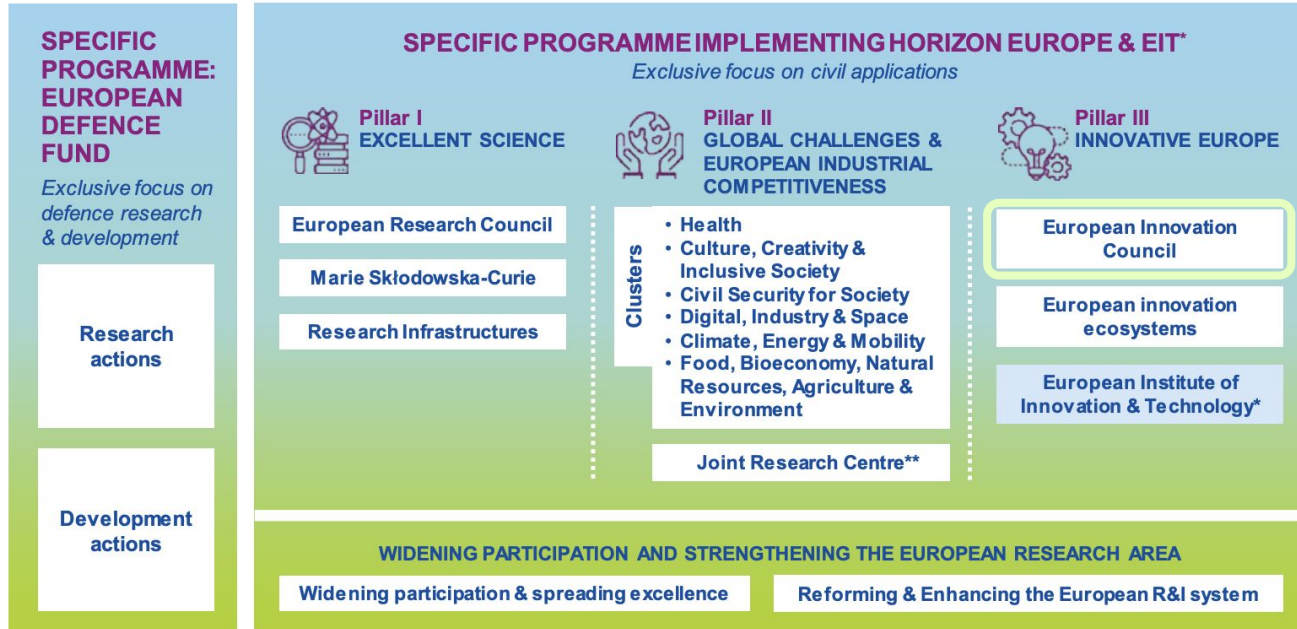 SPECIFIC
PROGRAMME:
EUROPEAN
DEFENCE
FUND
Exclusive focus on
defence research
& development
Research
actions
Development
actions
SPECIFIC PROGRAMME IMPLEMENTING HORIZON EUROPE & EIT*
Exclusive focus on civil applications
Pillar I
EXCELLENT SCIENCE
European Research Council
Marie Skłodowska-Curie
Research Infrastructures
Pillar II
GLOBAL CHALLENGES &
EUROPEAN INDUSTRIAL
COMPETITIVENESS
Clusters
• Health
• Culture, Creativity &
Inclusive Society
• Civil Security for Society
• Digital, Industry & Space
• Climate, Energy & Mobility
• Food, Bioeconomy, Natural
Resources, Agriculture &
Environment
Joint Research Centre**
Pillar III
INNOVATIVE EUROPE
European Innovation
Council
European innovation
ecosystems
European Institute of
Innovation & Technology*
WIDENING PARTICIPATION AND STRENGTHENING THE EUROPEAN RESEARCH AREA
Widening participation & spreading excellence
Reforming & Enhancing the European R&I system